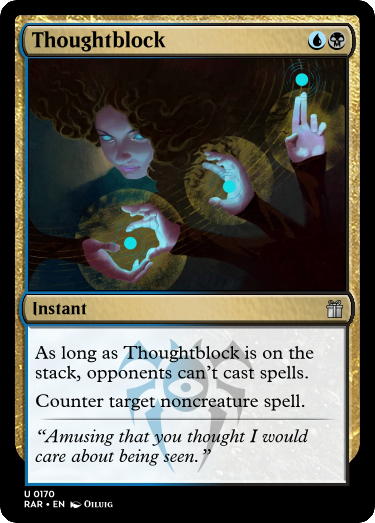 Thoughtblock
Instant
As long as Thoughtblock is on the
stack, opponents can't cast spells.
Counter target noncreature spell.
“Amusing that you thought I would
care about being seen.”
U 0170
RAR • EN Oiluig